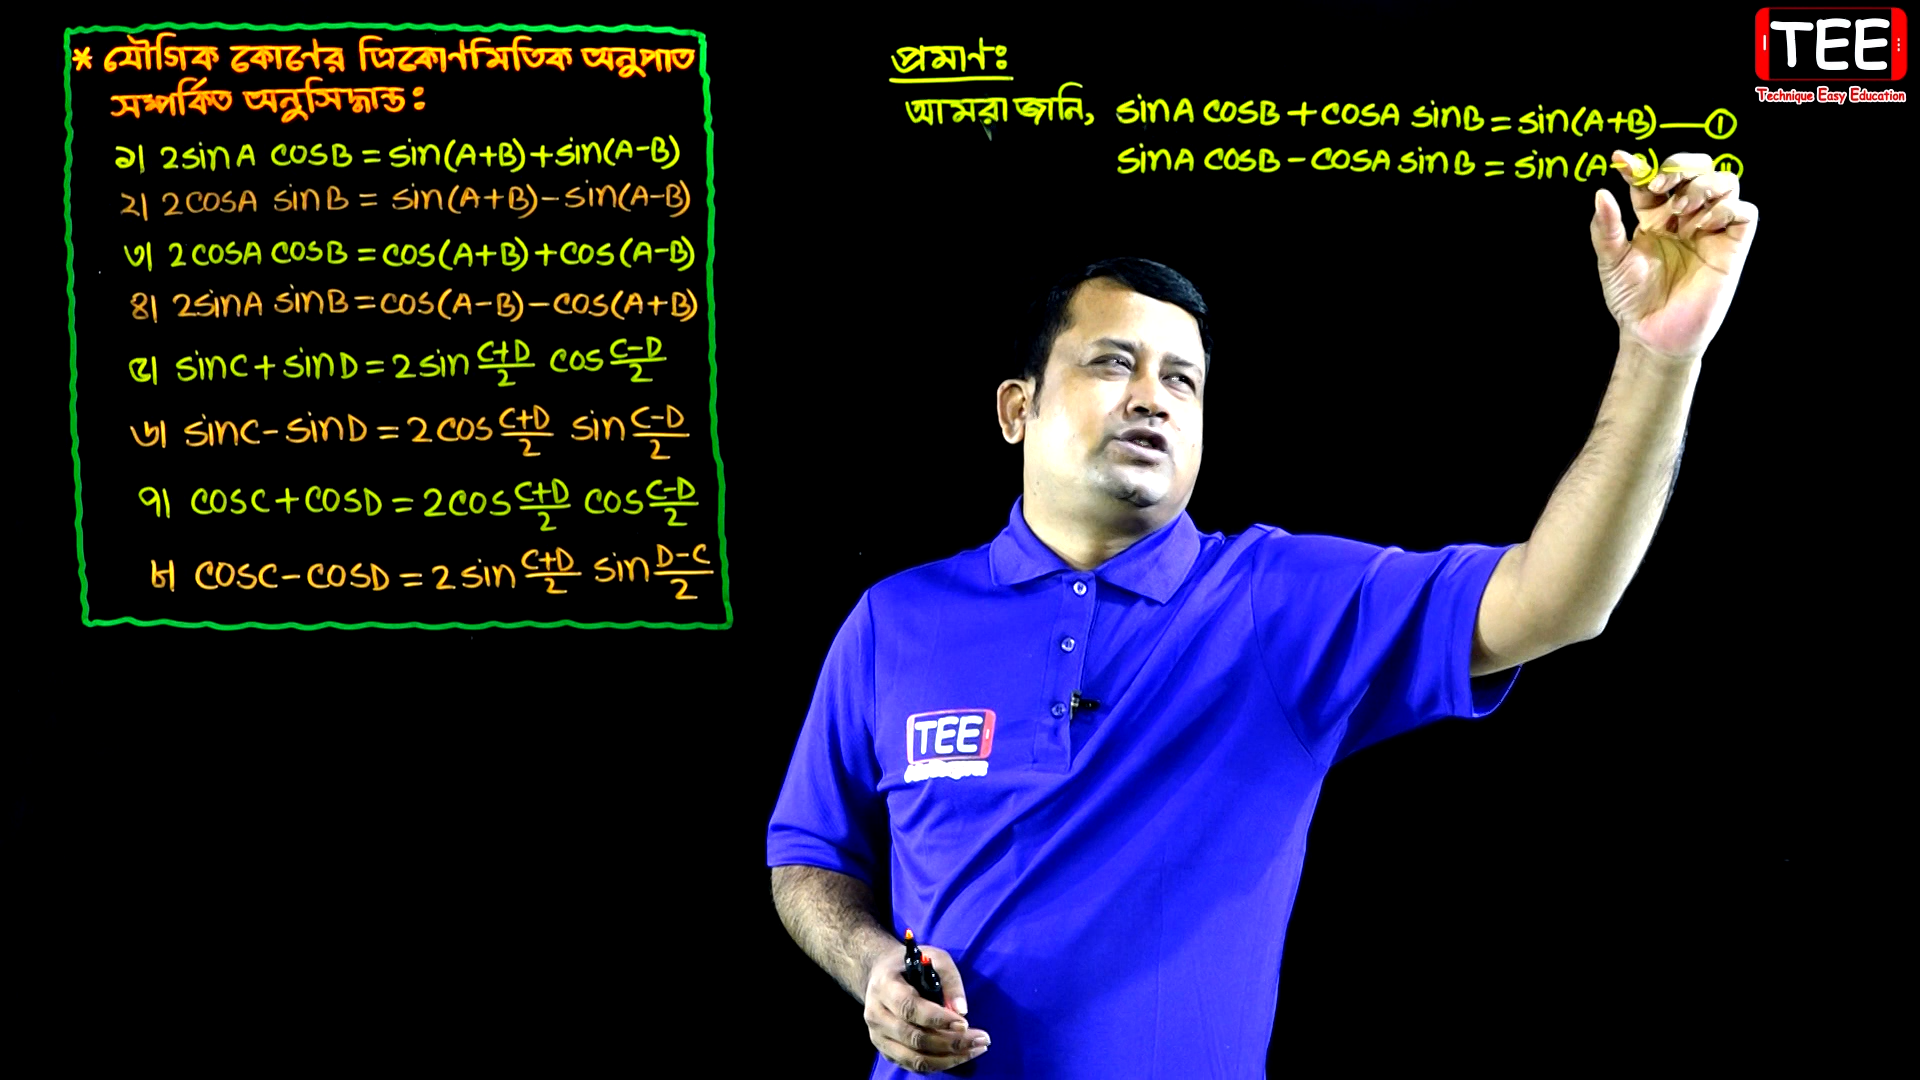 * যৌগিক কোণের ত্রিকোণমিতিক অনুপাত
সম্পর্কিত অনুসিদ্ধান্ত:
১| 2sinA cosB = sin(A+B)+sin(A-B)
২| 2cosA sinB = sin(A+B)-sin(A-B)
৩| 2cosA cosB = cos(A+B)+cos(A-B)
৪| 2sinA sinB = cos(A-B)-cos(A+B)
৫| sinC+sinD = 2sin (C+D)/2 cos (C-D)/2
৬| sinC-sinD = 2cos (C+D)/2 sin (C-D)/2
৭| cosC+cosD = 2cos (C+D)/2 cos (C-D)/2
৮| cosC-cosD = 2sin (C+D)/2 sin (D-C)/2
প্রমাণঃ
আমরা জানি, sinA cosB + cosA sinB = sin(A+B)—(i)
sinA cosB - cosA sinB = sin(A-B)—(ii)
TEE
Technique Easy Education
TEE